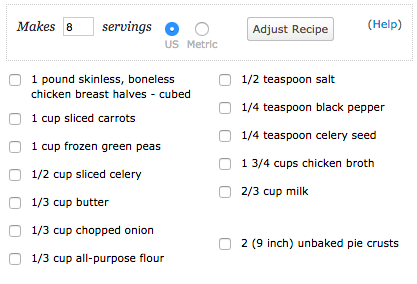 Makes 8 servings
US Metric
Adjust Recipe
(Help)
1 pound skinless, boneless
chicken breast halves - cubed
1 cup sliced carrots
1 cup frozen green peas
1/2 cup sliced celery
1/3 cup butter
1/3 cup chopped onion
1/3 cup all-purpose flour
1/2 teaspoon salt
1/4 teaspoon black pepper
1/4 teaspoon celery seed
1 3/4 cups chicken broth
2/3 cup milk
2 (9 inch) unbaked pie crusts